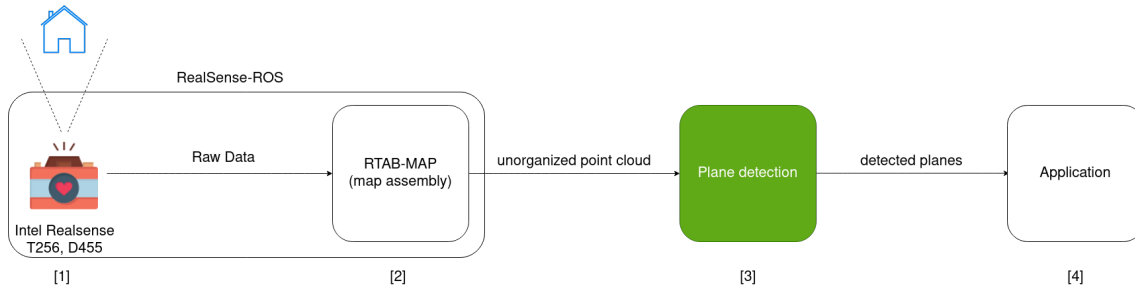 RealSense-ROS
Raw Data
RTAB-MAP
(map assembly)
unorganized point cloud
Plane detection
detected planes
Application
Intel Realsense
T256, D455
[1]
[2]
[3]
[4]